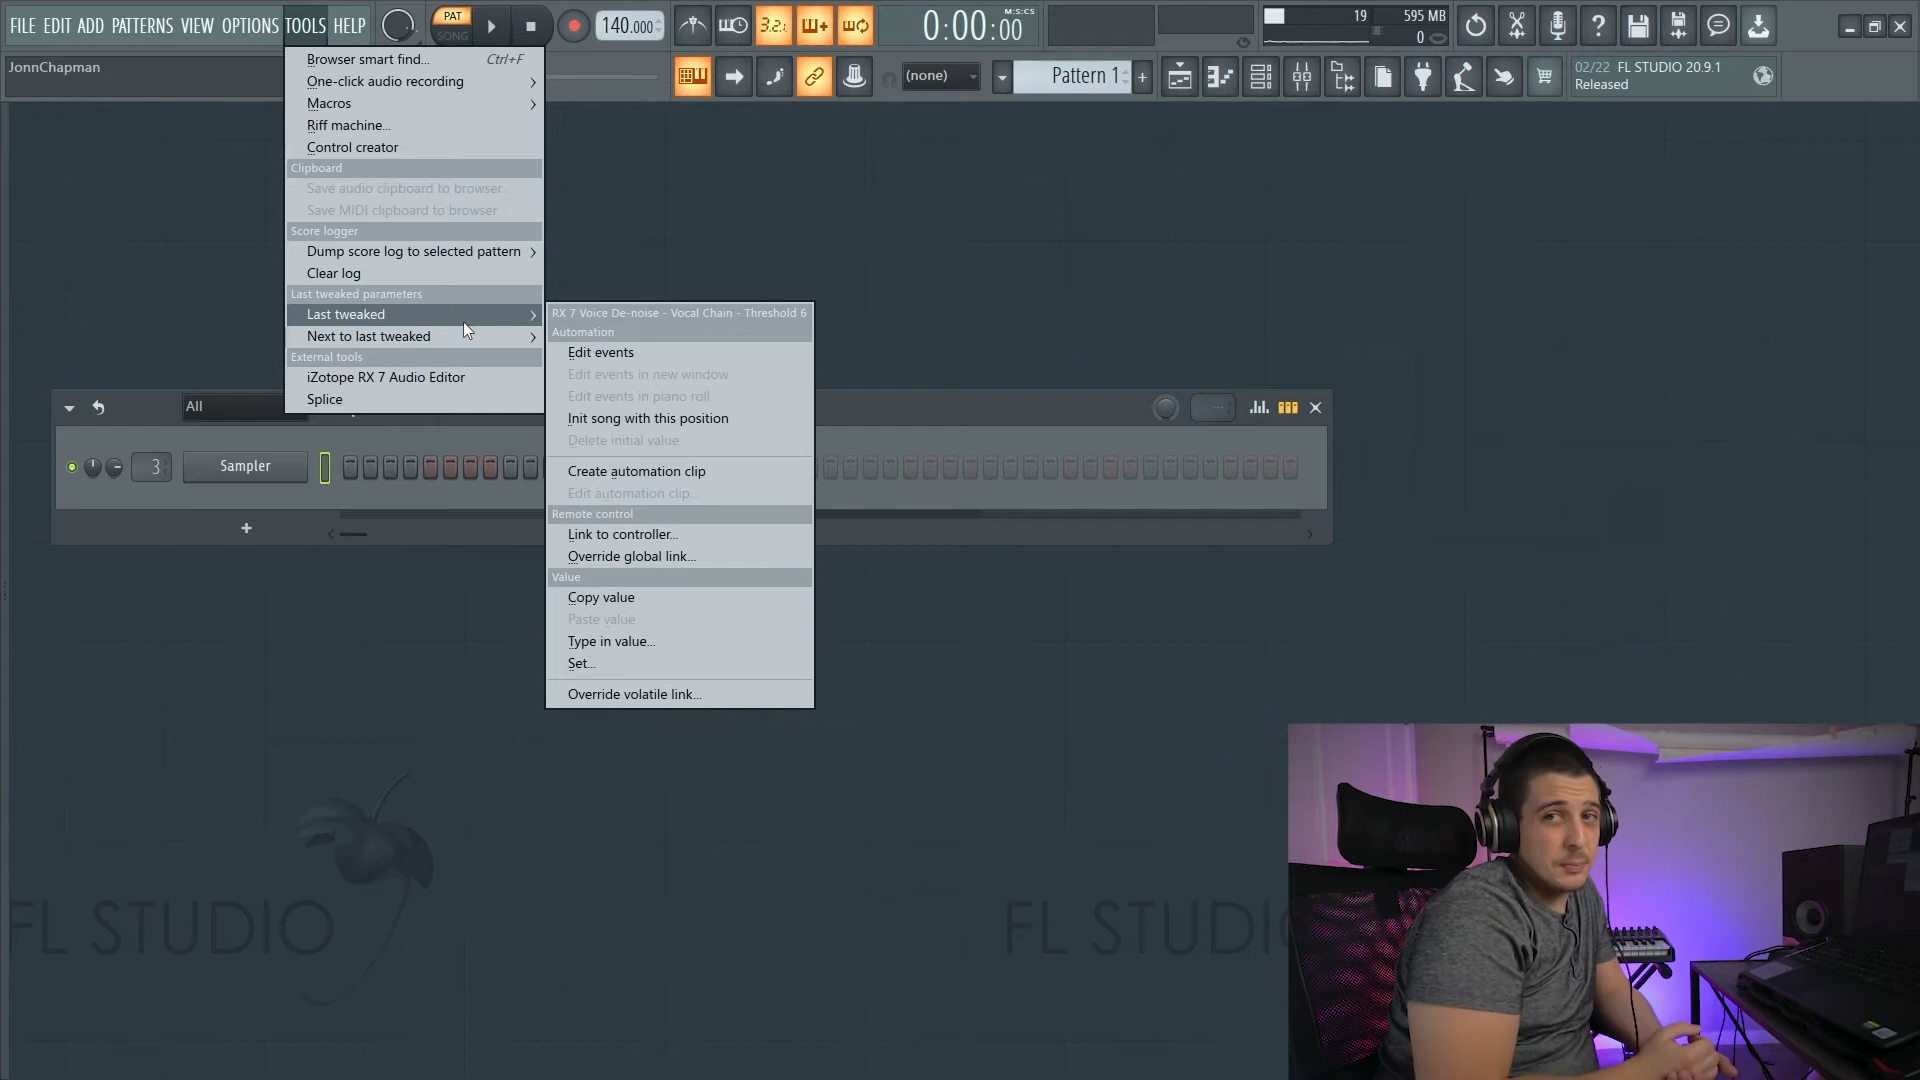 FILE EDIT ADD PATTERNS VIEW OPTIONS TOOLS HELP
PAT
SONG
140.000
3.2.1
0:00:00
M:S:CS
19
595 MB
0
JonnChapman
(none)
Pattern 1
02/22 FL STUDIO 20.9.1
Released
Browser smart find... Ctrl+F
One-click audio recording
Macros
Riff machine...
Control creator
Clipboard
Save audio clipboard to browser
Save MIDI clipboard to browser
Score logger
Dump score log to selected pattern
Clear log
Last tweaked parameters
Last tweaked
Next to last tweaked
External tools
iZotope RX 7 Audio Editor
Splice
RX 7 Voice De-noise - Vocal Chain - Threshold 6
Automation
Edit events
Edit events in new window
Edit events in piano roll
Init song with this position
Delete initial value
Create automation clip
Edit automation clip...
Remote control
Link to controller...
Override global link...
Value
Copy value
Paste value
Type in value...
Set...
Override volatile link...
All
3
Sampler
FL STUDIO
FL STUDIO